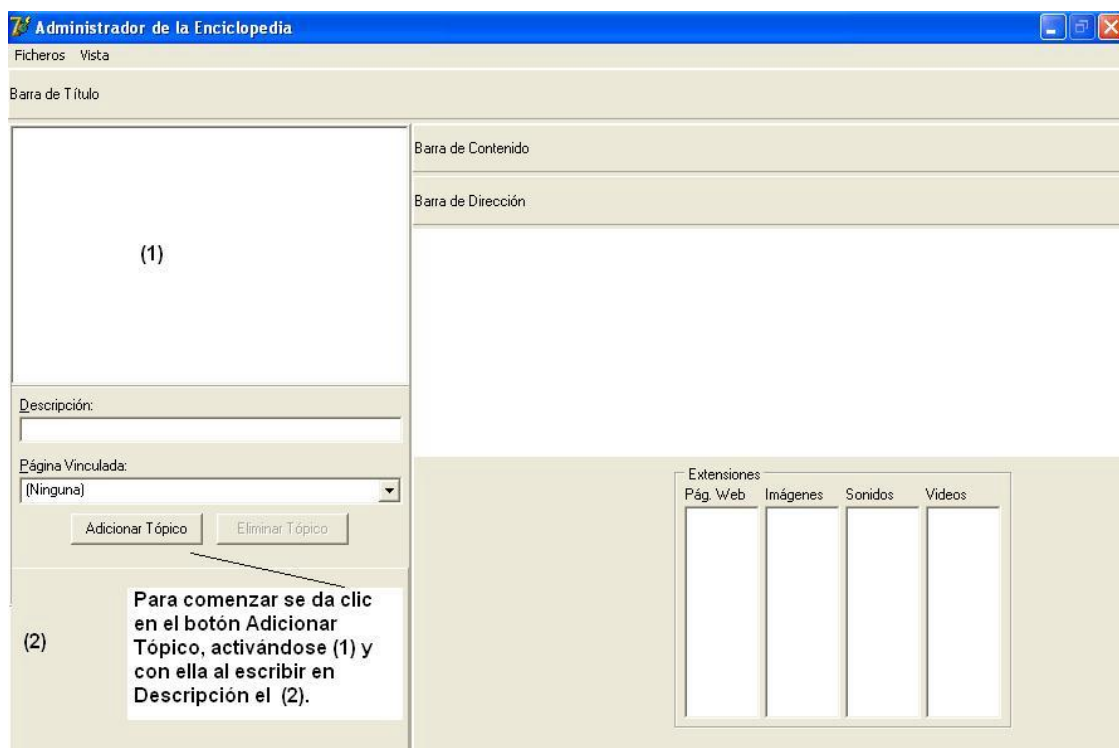 Administrador de la Enciclopedia
Ficheros Vista
Barra de Título
(1)
Barra de Contenido
Barra de Dirección
Descripción:
Página Vinculada:
(Ninguna)
Adicionar Tópico Eliminar Tópico
Extensiones
Pág. Web Imágenes Sonidos Videos
(2)
Para comenzar se da clic
en el botón Adicionar
Tópico, activándose (1) y
con ella al escribir en
Descripción el (2).